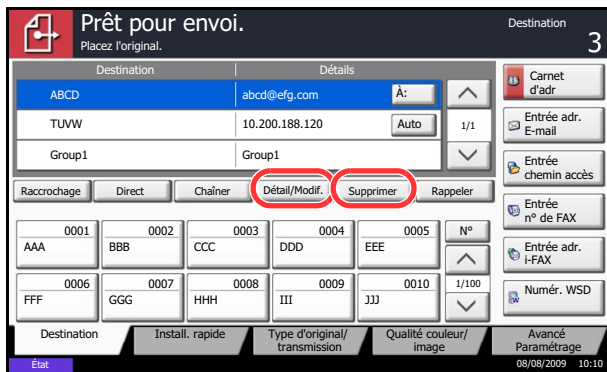 Prêt pour envoi.
Placez l'original.
Destination
3
Destination Détails
ABCD abcd@efg.com À:
TUVW 10.200.188.120 Auto 1/1
Group1 Group1
Raccrochage Direct Chaîner Détail/Modif. Supprimer Rappeler
0001 0002 0003 0004 0005 N°
AAA BBB CCC DDD EEE
0006 0007 0008 0009 0010 1/100
FFF GGG HHH III JJJ
Carnet
d'adr
Entrée adr.
E-mail
Entrée
chemin accès
Entrée
n° de FAX
Entrée adr.
i-FAX
Numér. WSD
Destination Install. rapide Type d'original/
transmission Qualité couleur/
image Avancé
Paramétrage
État 08/08/2009 10:10